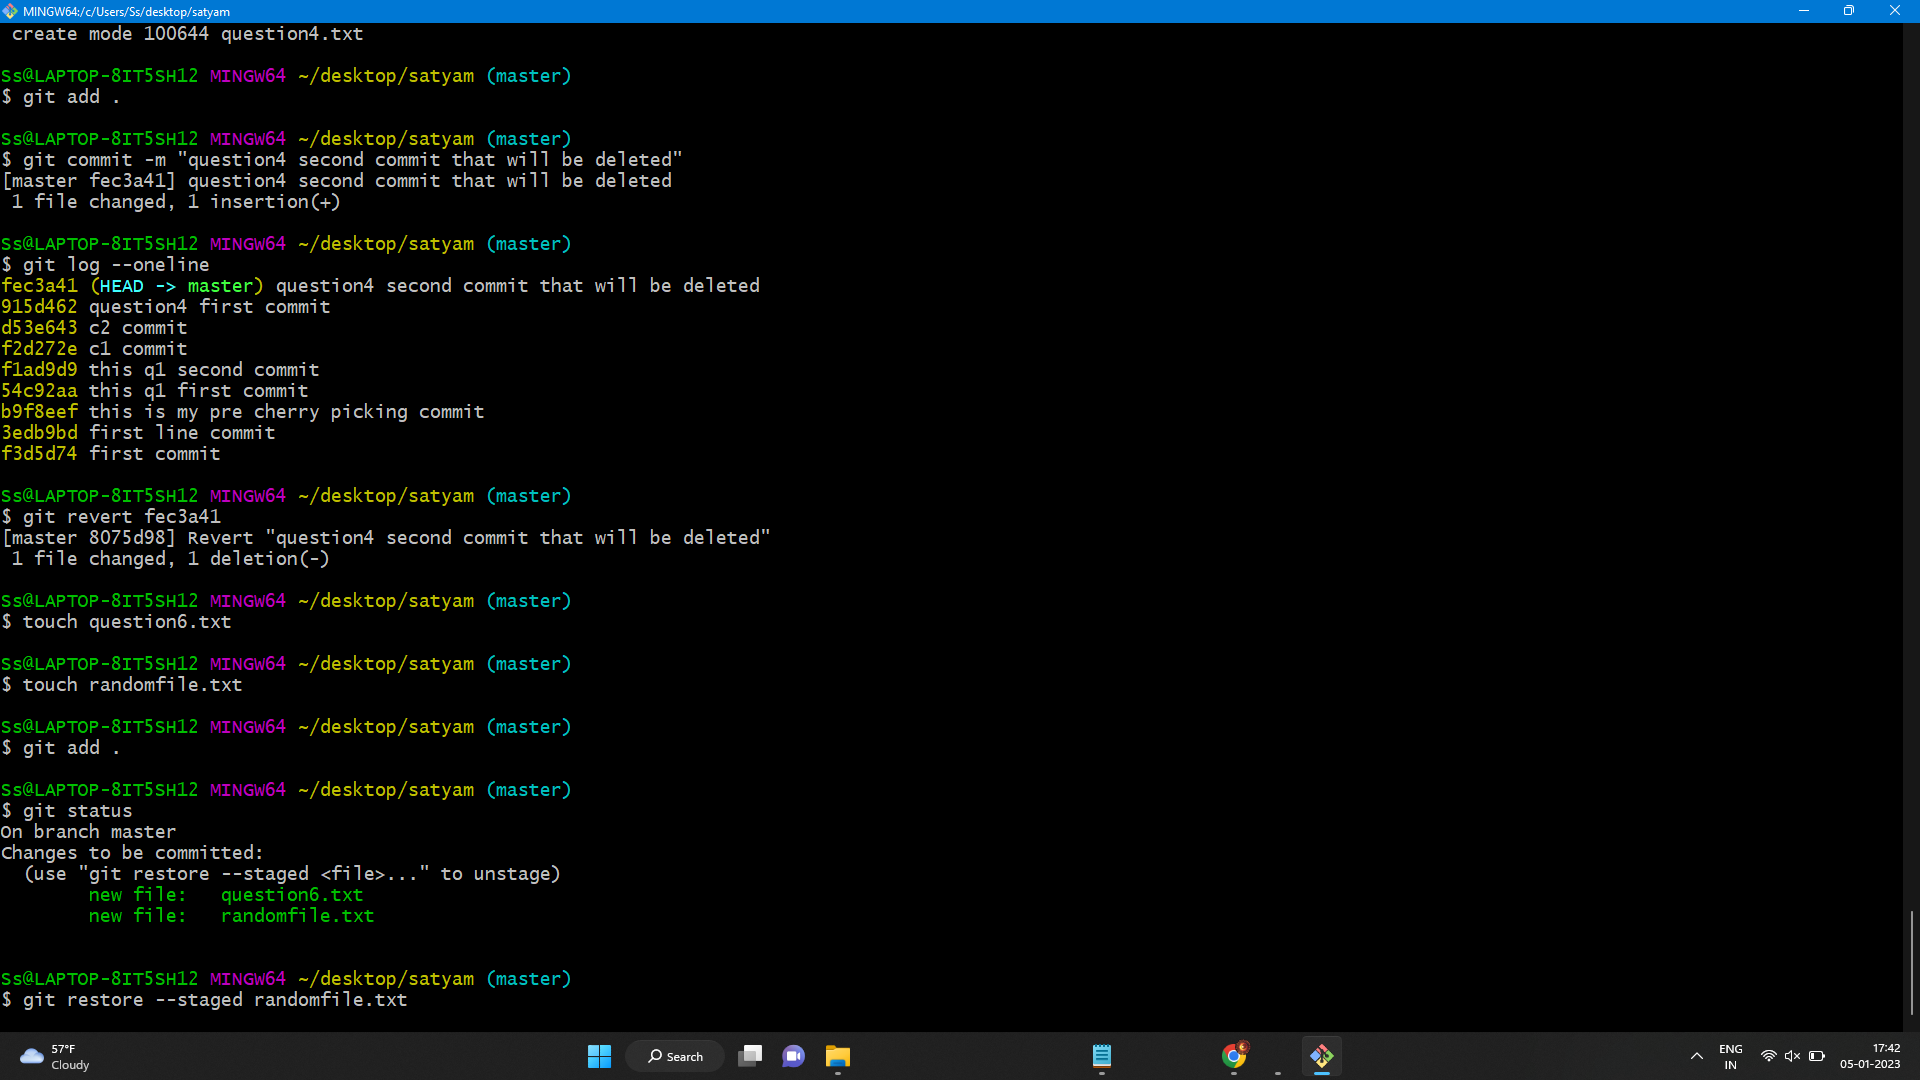 MINGW64:/c/Users/Ss/desktop/satyam
 create mode 100644 question4.txt
Ss@LAPTOP-8IT5SH12 MINGW64 ~/desktop/satyam (master)
$ git add .
Ss@LAPTOP-8IT5SH12 MINGW64 ~/desktop/satyam (master)
$ git commit -m "question4 second commit that will be deleted"
[master fec3a41] question4 second commit that will be deleted
 1 file changed, 1 insertion(+)
Ss@LAPTOP-8IT5SH12 MINGW64 ~/desktop/satyam (master)
$ git log --oneline
fec3a41 (HEAD -> master) question4 second commit that will be deleted
915d462 question4 first commit
d53e643 c2 commit
f2d272e c1 commit
f1ad9d9 this q1 second commit
54c92aa this q1 first commit
b9f8eef this is my pre cherry picking commit
3edb9bd first line commit
f3d5d74 first commit
Ss@LAPTOP-8IT5SH12 MINGW64 ~/desktop/satyam (master)
$ git revert fec3a41
[master 8075d98] Revert "question4 second commit that will be deleted"
 1 file changed, 1 deletion(-)
Ss@LAPTOP-8IT5SH12 MINGW64 ~/desktop/satyam (master)
$ touch question6.txt
Ss@LAPTOP-8IT5SH12 MINGW64 ~/desktop/satyam (master)
$ touch randomfile.txt
Ss@LAPTOP-8IT5SH12 MINGW64 ~/desktop/satyam (master)
$ git add .
Ss@LAPTOP-8IT5SH12 MINGW64 ~/desktop/satyam (master)
$ git status
On branch master
Changes to be committed:
  (use "git restore --staged <file>..." to unstage)
        new file:   question6.txt
        new file:   randomfile.txt
Ss@LAPTOP-8IT5SH12 MINGW64 ~/desktop/satyam (master)
$ git restore --staged randomfile.txt
57°F
Cloudy
Search
ENG
IN
17:42
05-01-2023